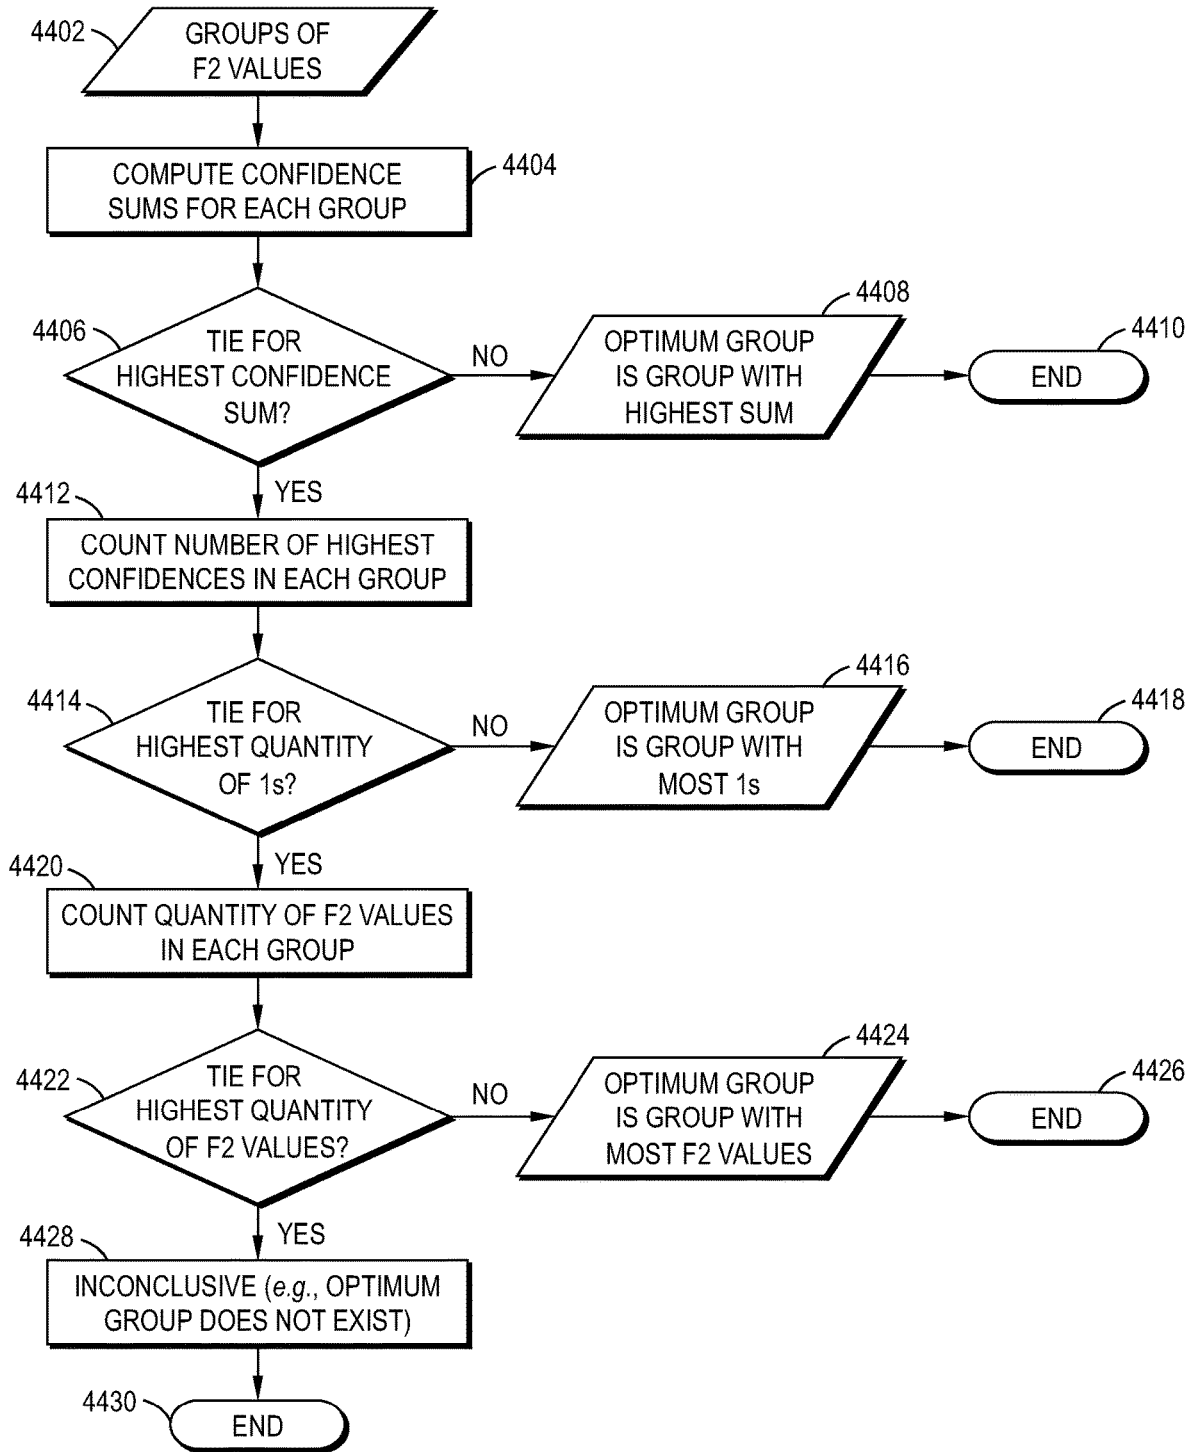 4402
GROUPS OF
F2 VALUES
COMPUTE CONFIDENCE
SUMS FOR EACH GROUP
4404
4406
TIE FOR
HIGHEST CONFIDENCE
SUM?
NO
4408
OPTIMUM GROUP
IS GROUP WITH
HIGHEST SUM
4410
END
YES
4412
COUNT NUMBER OF HIGHEST
CONFIDENCES IN EACH GROUP
4414
TIE FOR
HIGHEST QUANTITY
OF 1s?
NO
4416
OPTIMUM GROUP
IS GROUP WITH
MOST 1s
4418
END
YES
4420
COUNT QUANTITY OF F2 VALUES
IN EACH GROUP
4422
TIE FOR
HIGHEST QUANTITY
OF F2 VALUES?
NO
4424
OPTIMUM GROUP
IS GROUP WITH
MOST F2 VALUES
4426
END
YES
4428
INCONCLUSIVE (e.g., OPTIMUM
GROUP DOES NOT EXIST)
4430
END